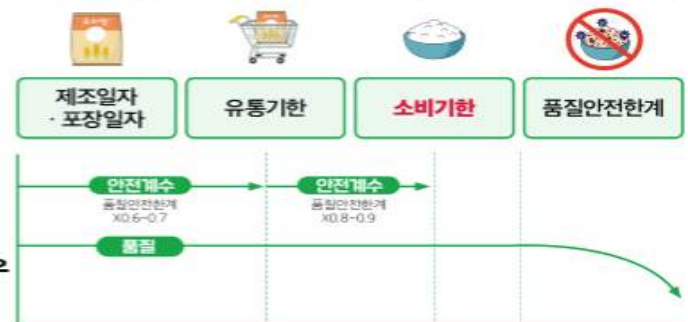 제조일자
· 포장일자
유통기한
소비기한
품질안전한계
안전계수
품질안전한계
X0.6~0.7
안전계수
품질안전한계
X0.8~0.9
품질